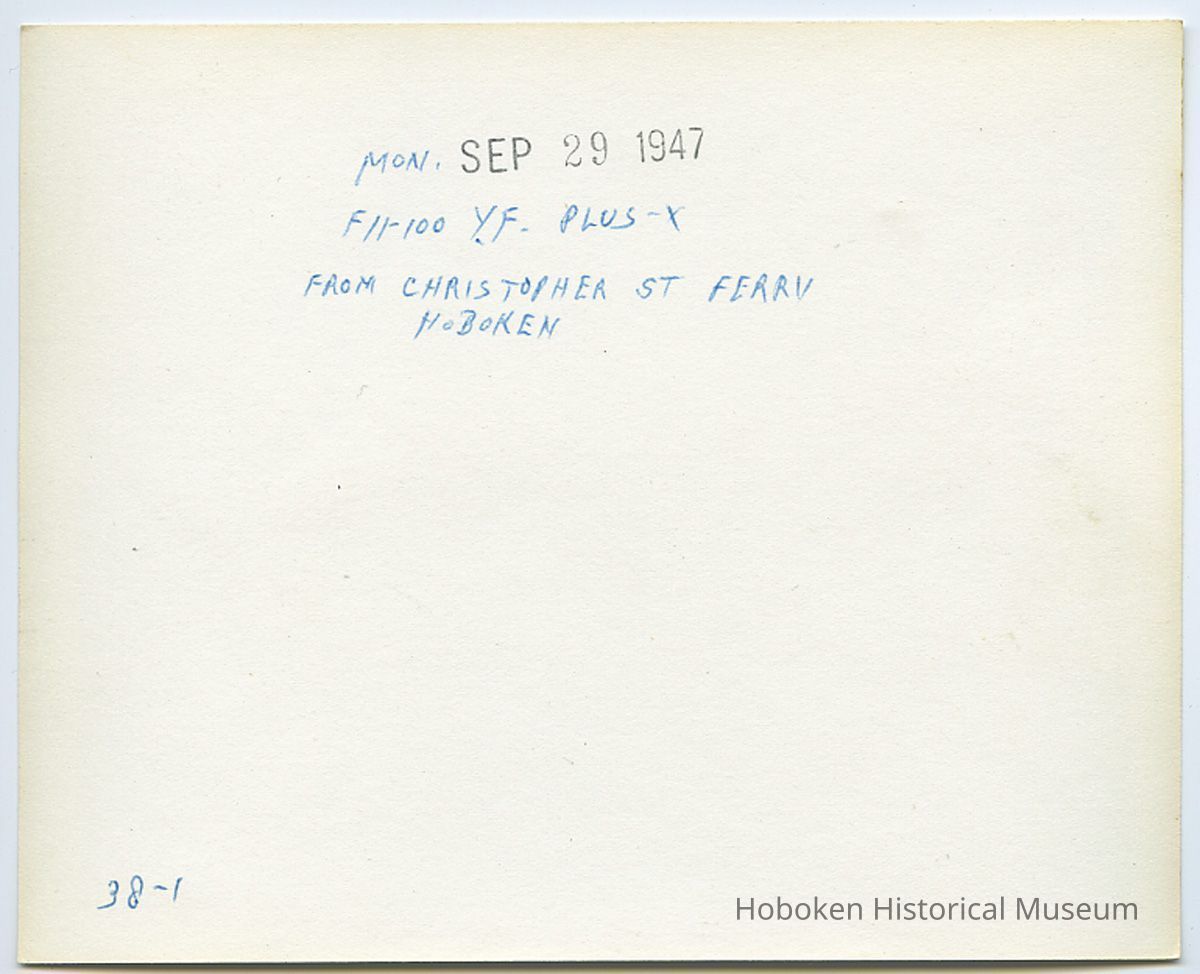 MON. SEP 29 1947
F11-100 Y.F. PLUS-X
FROM CHRISTOPHER ST FERRY
HOBOKEN
38-1
Hoboken Historical Museum